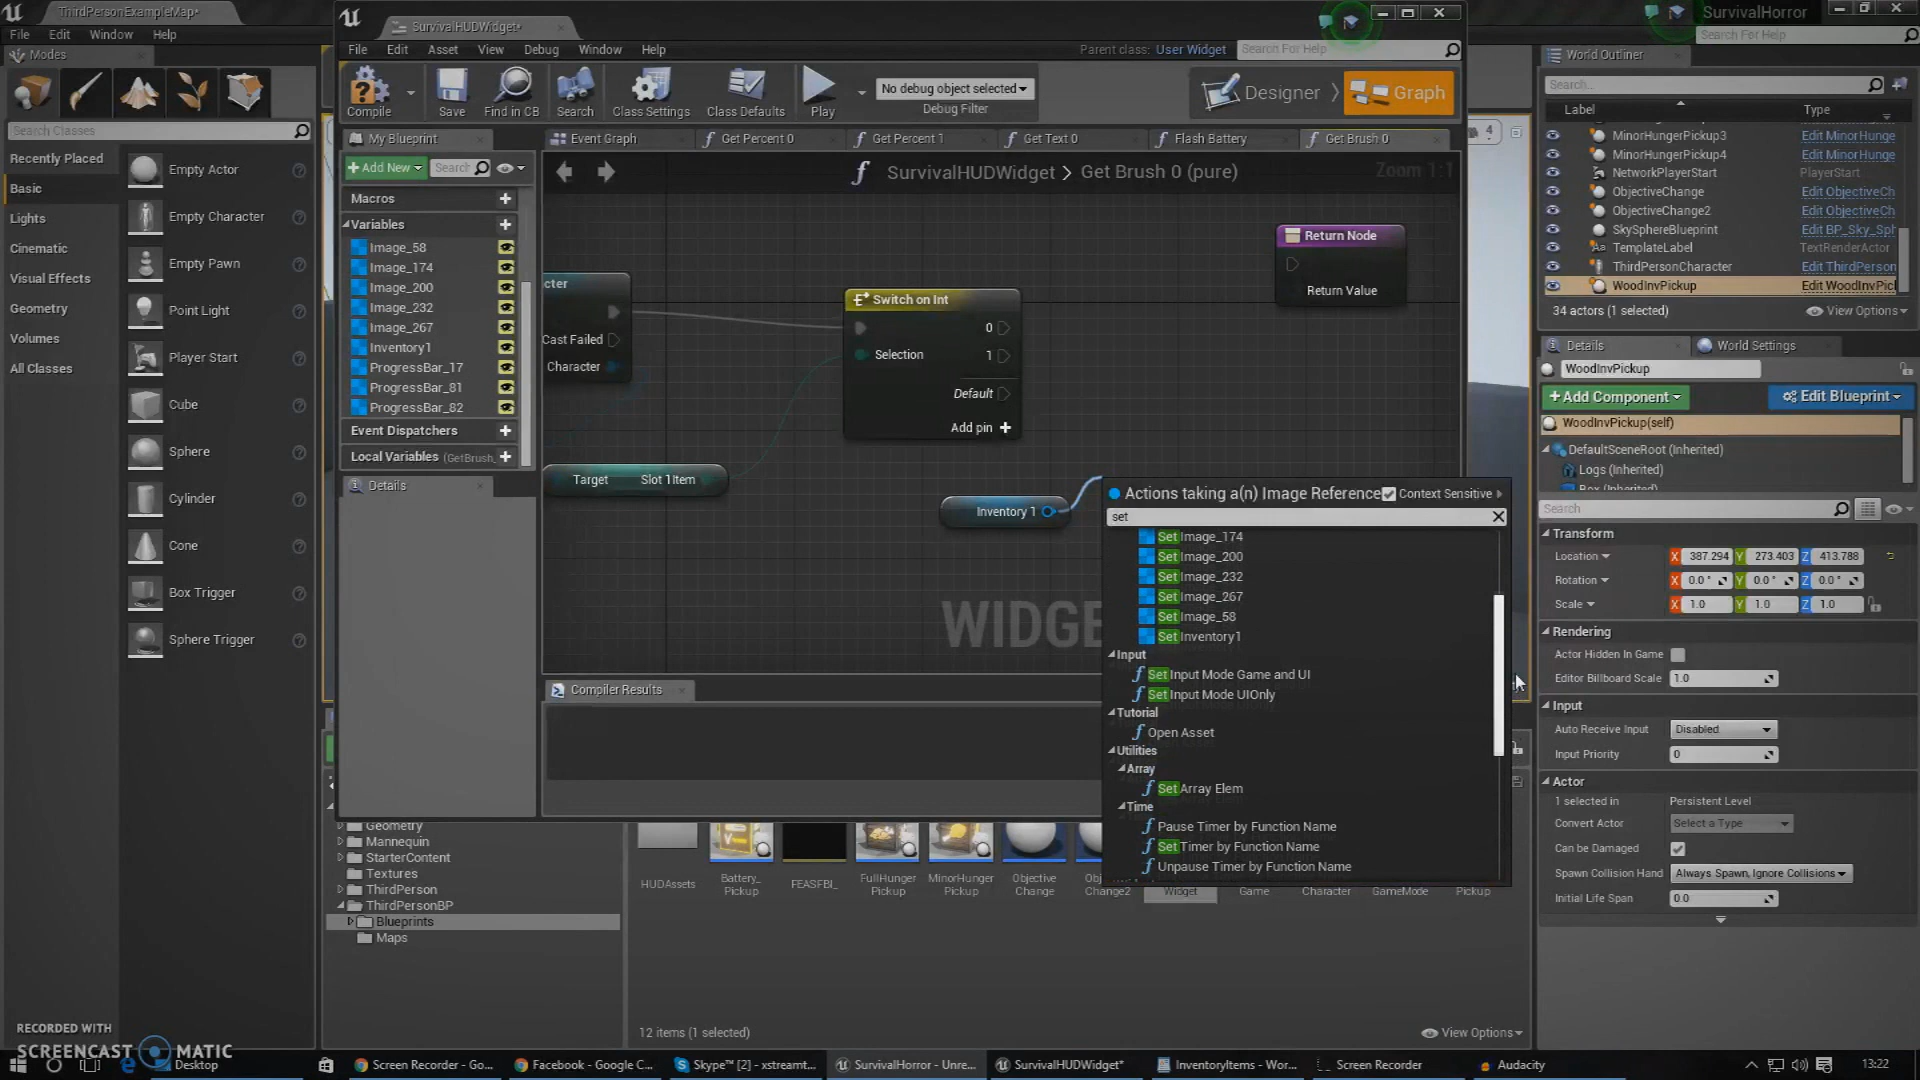 ThirdPersonExampleMap*
File Edit Window Help
Modes
Search Classes
Recently Placed
Basic
Lights
Cinematic
Visual Effects
Geometry
Volumes
All Classes
Empty Actor
Empty Character
Empty Pawn
Point Light
Player Start
Cube
Sphere
Cylinder
Cone
Box Trigger
Sphere Trigger
SurvivalHUDWidget*
File Edit Asset View Debug Window Help
Parent class: User Widget
Search For Help
Compile
Save
Find in CB
Search
Class Settings
Class Defaults
Play
No debug object selected
Debug Filter
Designer
Graph
My Blueprint
Event Graph
Get Percent 0
Get Percent 1
Get Text 0
Flash Battery
Get Brush 0
+Add New
Search
SurvivalHUDWidget > Get Brush 0 (pure)
Zoom 1:1
Macros
Variables
Image_58
Image_174
Image_200
Image_232
Image_267
Inventory1
ProgressBar_17
ProgressBar_81
ProgressBar_82
Event Dispatchers
Local Variables (GetBrush_
Details
cter
Cast Failed
Character
Target Slot 1Item
Switch on Int
0
Selection 1
Default
Add pin +
Return Node
Return Value
Inventory 1
WIDGE
Actions taking a(n) Image Reference
Context Sensitive
set
Set Image_174
Set Image_200
Set Image_232
Set Image_267
Set Image_58
Set Inventory1
Input
Set Input Mode Game and UI
Set Input Mode UIOnly
Tutorial
Open Asset
Utilities
Array
Set Array Elem
Time
Pause Timer by Function Name
Set Timer by Function Name
Unpause Timer by Function Name
Compiler Results
Geometry
Mannequin
StarterContent
Textures
ThirdPerson
ThirdPersonBP
Blueprints
Maps
HUDAssets
Battery_
Pickup
FEASFBI_
FullHunger
Pickup
MinorHunger
Pickup
Objective
Change
Obje
Change2
Widget
Game
Character
GameMode
Pickup
12 items (1 selected)
View Options
SurvivalHorror
Search For Help
World Outliner
Search...
Label Type
MinorHungerPickup3 Edit MinorHunge
MinorHungerPickup4 Edit MinorHunge
NetworkPlayerStart PlayerStart
ObjectiveChange Edit ObjectiveCh
ObjectiveChange2 Edit ObjectiveCh
SkySphereBlueprint Edit BP_Sky_Sph
TemplateLabel TextRenderActor
ThirdPersonCharacter Edit ThirdPerson
WoodInvPickup Edit WoodInvPick
34 actors (1 selected)
View Options
4
Details
World Settings
WoodInvPickup
+Add Component
Edit Blueprint
WoodInvPickup(self)
DefaultSceneRoot (Inherited)
Logs (Inherited)
Box (Inherited)
Search
Transform
Location X 387.294 Y 273.403 Z 413.788
Rotation X 0.0 ° Y 0.0 ° Z 0.0 °
Scale X 1.0 Y 1.0 Z 1.0
Rendering
Actor Hidden In Game
Editor Billboard Scale 1.0
Input
Auto Receive Input Disabled
Input Priority 0
Actor
1 selected in Persistent Level
Convert Actor Select a Type
Can be Damaged
Spawn Collision Hand Always Spawn, Ignore Collisions
Initial Life Span 0.0
RECORDED WITH
SCREENCAST MATIC
Desktop
Screen Recorder - Go...
Facebook - Google C...
Skype™ [2] - xstreamt...
SurvivalHorror - Unre...
SurvivalHUDWidget*
InventoryItems - Wor...
Screen Recorder
Audacity
13:22